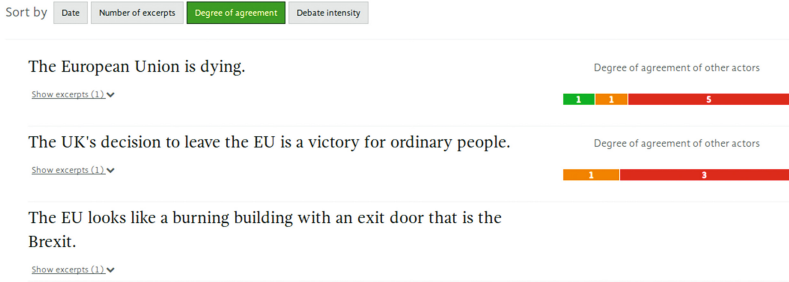 Sort by Date Number of excerpts Degree of agreement Debate intensity
The European Union is dying.
Degree of agreement of other actors
Show excerpts (1)
1 1 5
The UK's decision to leave the EU is a victory for ordinary people.
Degree of agreement of other actors
Show excerpts (1)
1 3
The EU looks like a burning building with an exit door that is the
Brexit.
Show excerpts (1)